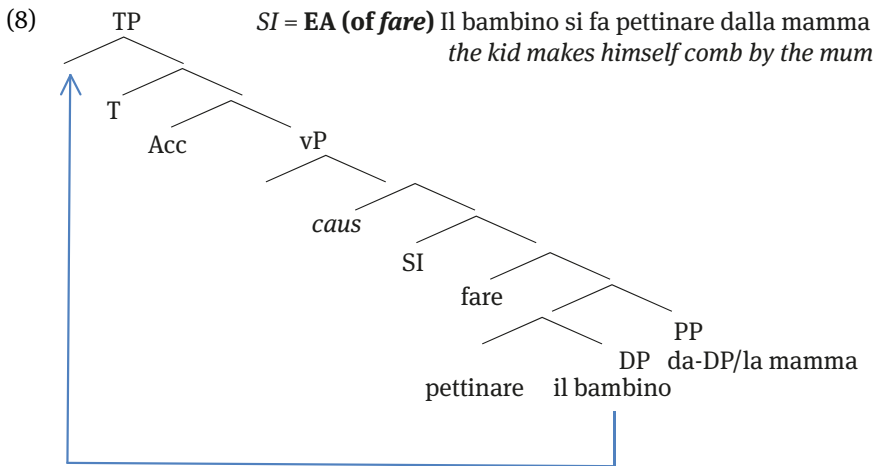 (8) TP SI = EA (of fare) Il bambino si fa pettinare dalla mamma
the kid makes himself comb by the mum
T
Acc vP
caus
SI
fare
PP
DP da-DP/la mamma
pettinare il bambino